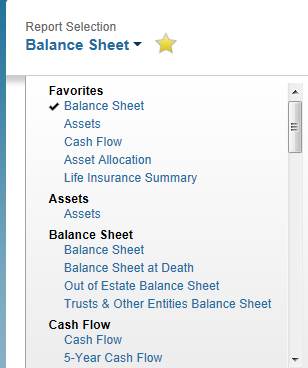 Report Selection
Balance Sheet
Favorites
Balance Sheet
Assets
Cash Flow
Asset Allocation
Life Insurance Summary
Assets
Assets
Balance Sheet
Balance Sheet
Balance Sheet at Death
Out of Estate Balance Sheet
Trusts & Other Entities Balance Sheet
Cash Flow
Cash Flow
5-Year Cash Flow